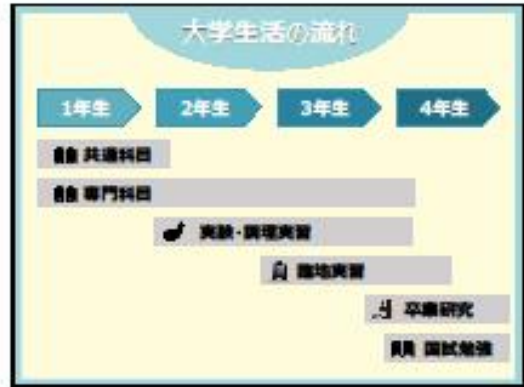 大学生活の流れ
1年生 2年生 3年生 4年生
共通科目
専門科目
実験・調理実習
臨地実習
卒業研究
国試勉強